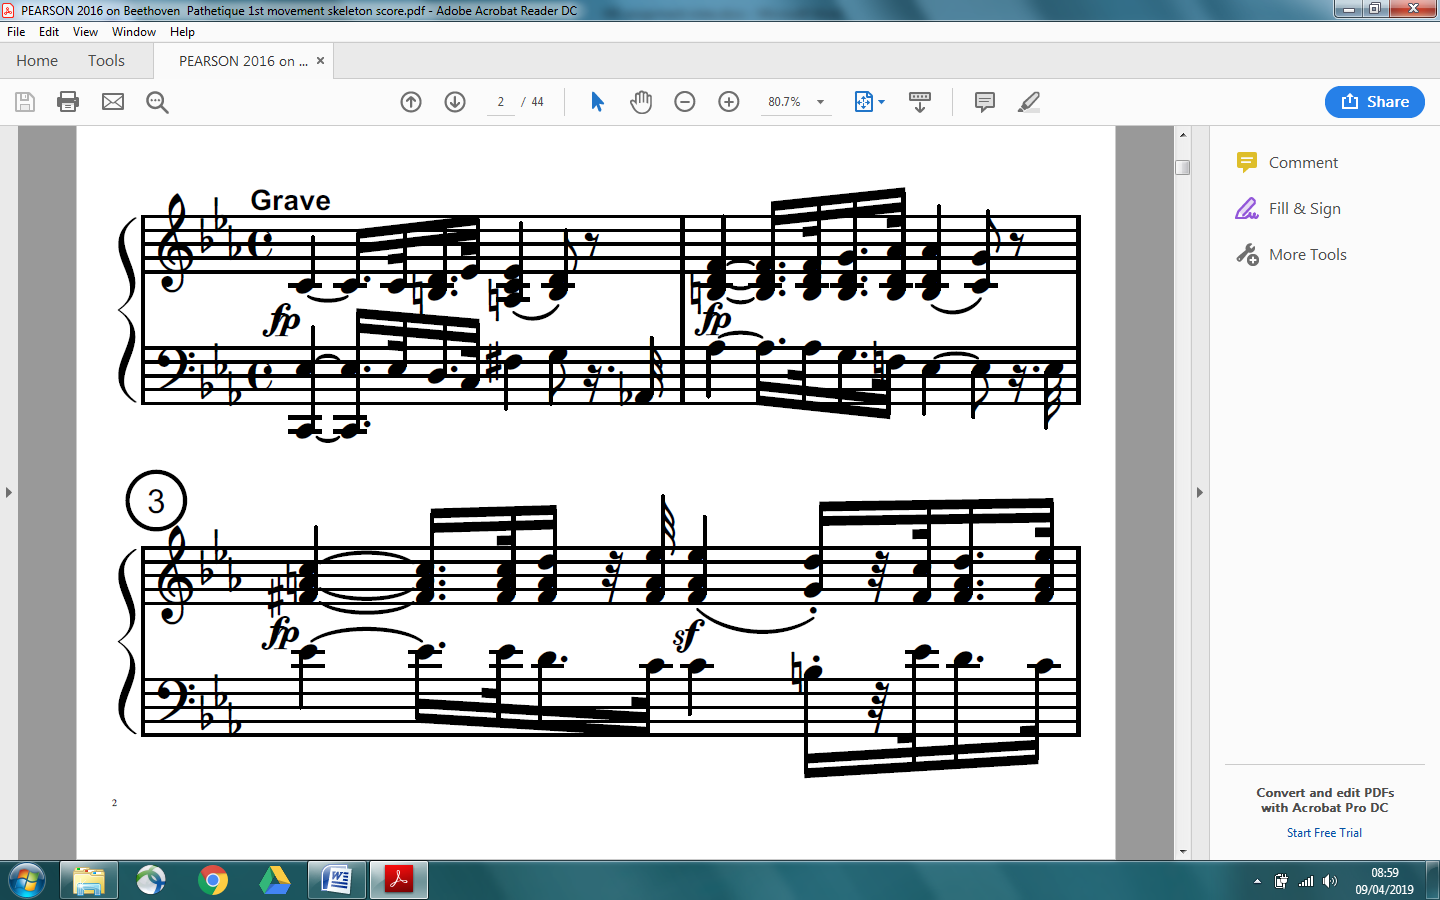 PEARSON 2016 on Beethoven  Pathetique 1st movement skeleton score.pdf - Adobe Acrobat Reader DC
File Edit View Window Help
Home Tools PEARSON 2016 on ... ×
2 / 44 80.7% Share
Comment
Fill & Sign
More Tools
Grave
fp fp
3
fp sf
2
Convert and edit PDFs
with Acrobat Pro DC
Start Free Trial
08:59
09/04/2019